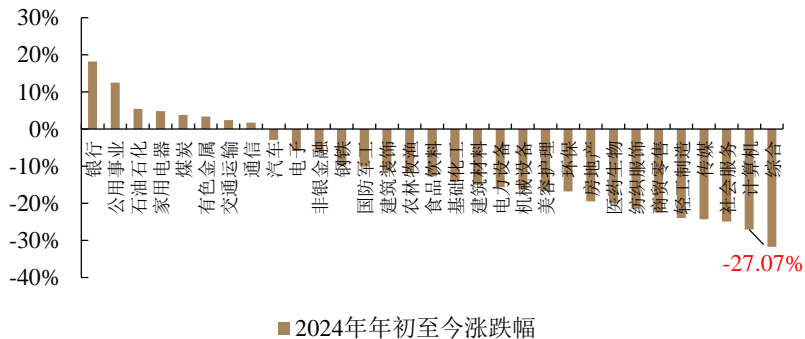 30%
20%
10%
0%
-10%
-20%
-30%
-40%
银行
公用事业
石油石化
家用电器
煤炭
有色金属
交通运输
通信
汽车
电子
非银金融
钢铁
国防军工
建筑装饰
农林牧渔
食品饮料
基础化工
建筑材料
电力设备
机械设备
美容护理
环保
房地产
医药生物
纺织服饰
商贸零售
轻工制造
传媒
社会服务
计算机
综合
-27.07%
2024年年初至今涨跌幅